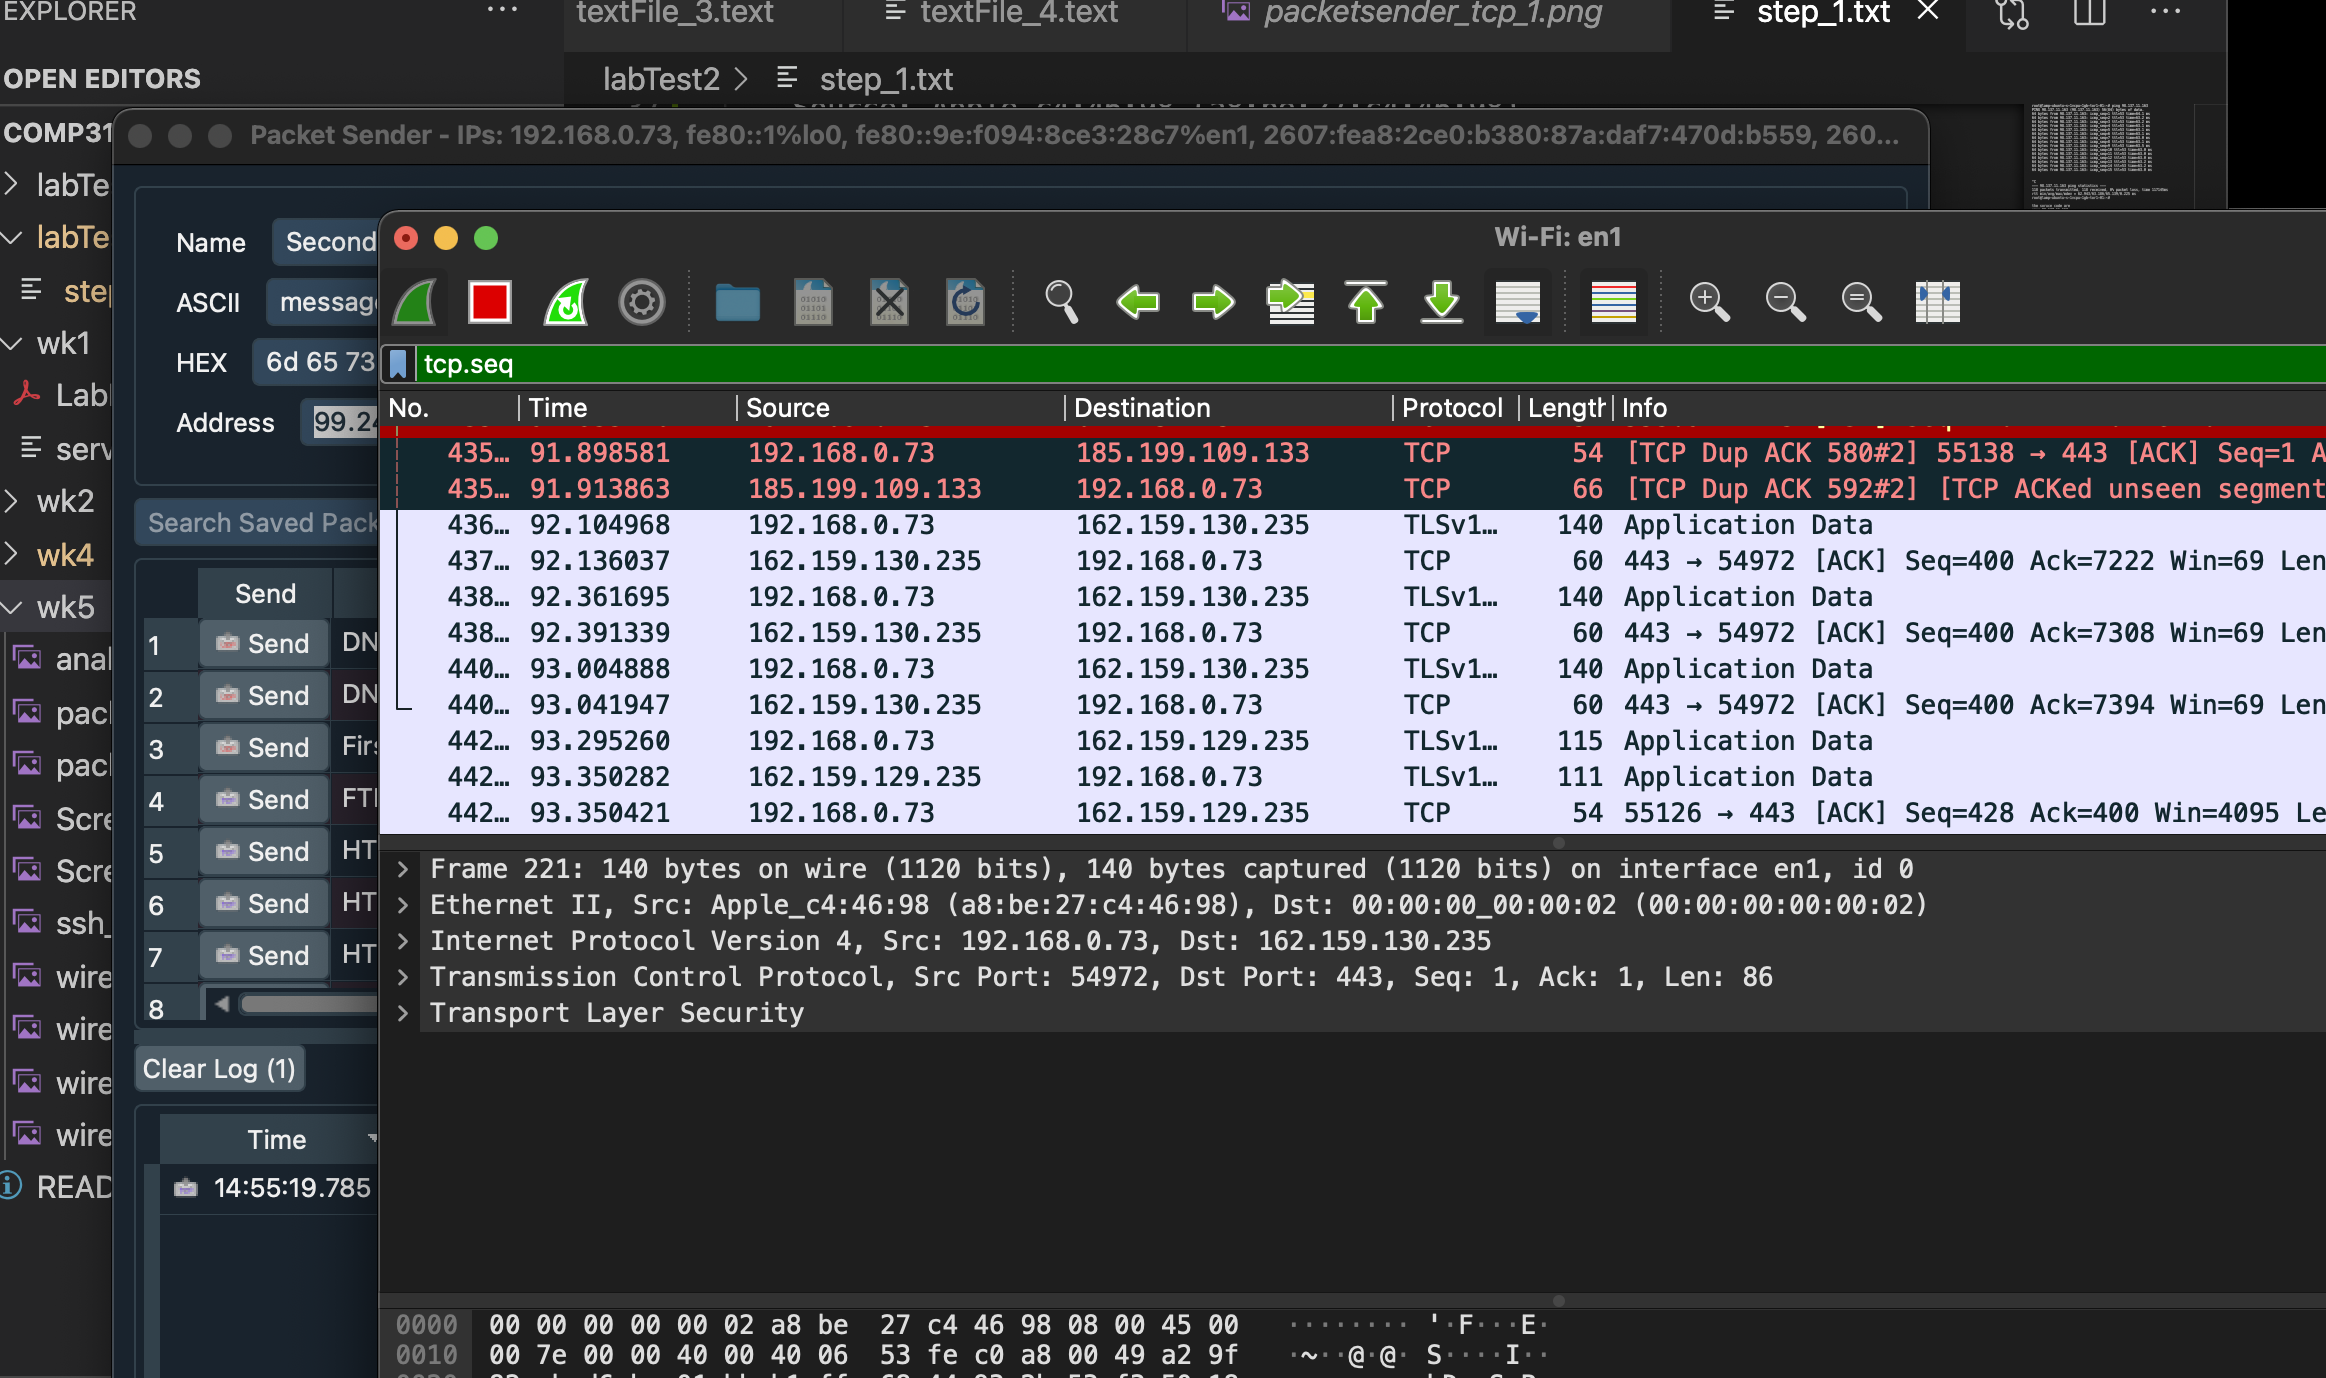 EXPLORER ...
textFile_3.text textFile_4.text packetsender_tcp_1.png step_1.txt
OPEN EDITORS
labTest2 > step_1.txt
COMP31
Packet Sender - IPs: 192.168.0.73, fe80::1%lo0, fe80::9e:f094:8ce3:28c7%en1, 2607:fea8:2ce0:b380:87a:daf7:470d:b559, 260...
labTe
labTe
step
wk1
Lab
serv
wk2
wk4
wk5
anal
pack
pack
Scre
Scre
ssh_
wire
wire
wire
wire
READ
Name Second
ASCII message
HEX 6d 65 73
Address 99.24
Search Saved Pack
Send
1 Send DN
2 Send DN
3 Send Firs
4 Send FTP
5 Send HT
6 Send HT
7 Send HT
8
Clear Log (1)
Time
14:55:19.785
Wi-Fi: en1
tcp.seq
No. Time Source Destination Protocol Length Info
435… 91.898581 192.168.0.73 185.199.109.133 TCP 54 [TCP Dup ACK 580#2] 55138 → 443 [ACK] Seq=1 A
435… 91.913863 185.199.109.133 192.168.0.73 TCP 66 [TCP Dup ACK 592#2] [TCP ACKed unseen segment
436… 92.104968 192.168.0.73 162.159.130.235 TLSv1… 140 Application Data
437… 92.136037 162.159.130.235 192.168.0.73 TCP 60 443 → 54972 [ACK] Seq=400 Ack=7222 Win=69 Len
438… 92.361695 192.168.0.73 162.159.130.235 TLSv1… 140 Application Data
438… 92.391339 162.159.130.235 192.168.0.73 TCP 60 443 → 54972 [ACK] Seq=400 Ack=7308 Win=69 Len
440… 93.004888 192.168.0.73 162.159.130.235 TLSv1… 140 Application Data
440… 93.041947 162.159.130.235 192.168.0.73 TCP 60 443 → 54972 [ACK] Seq=400 Ack=7394 Win=69 Len
442… 93.295260 192.168.0.73 162.159.129.235 TLSv1… 115 Application Data
442… 93.350282 162.159.129.235 192.168.0.73 TLSv1… 111 Application Data
442… 93.350421 192.168.0.73 162.159.129.235 TCP 54 55126 → 443 [ACK] Seq=428 Ack=400 Win=4095 Le
Frame 221: 140 bytes on wire (1120 bits), 140 bytes captured (1120 bits) on interface en1, id 0
Ethernet II, Src: Apple_c4:46:98 (a8:be:27:c4:46:98), Dst: 00:00:00_00:00:02 (00:00:00:00:00:02)
Internet Protocol Version 4, Src: 192.168.0.73, Dst: 162.159.130.235
Transmission Control Protocol, Src Port: 54972, Dst Port: 443, Seq: 1, Ack: 1, Len: 86
Transport Layer Security
0000 00 00 00 00 00 02 a8 be 27 c4 46 98 08 00 45 00 ········ '·F···E·
0010 00 7e 00 00 40 00 40 06 53 fe c0 a8 00 49 a2 9f ·~··@·@· S····I··